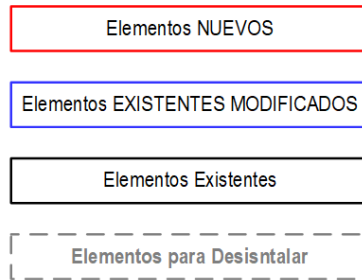 Elementos NUEVOS
Elementos EXISTENTES MODIFICADOS
Elementos Existentes
Elementos para Desisntalar